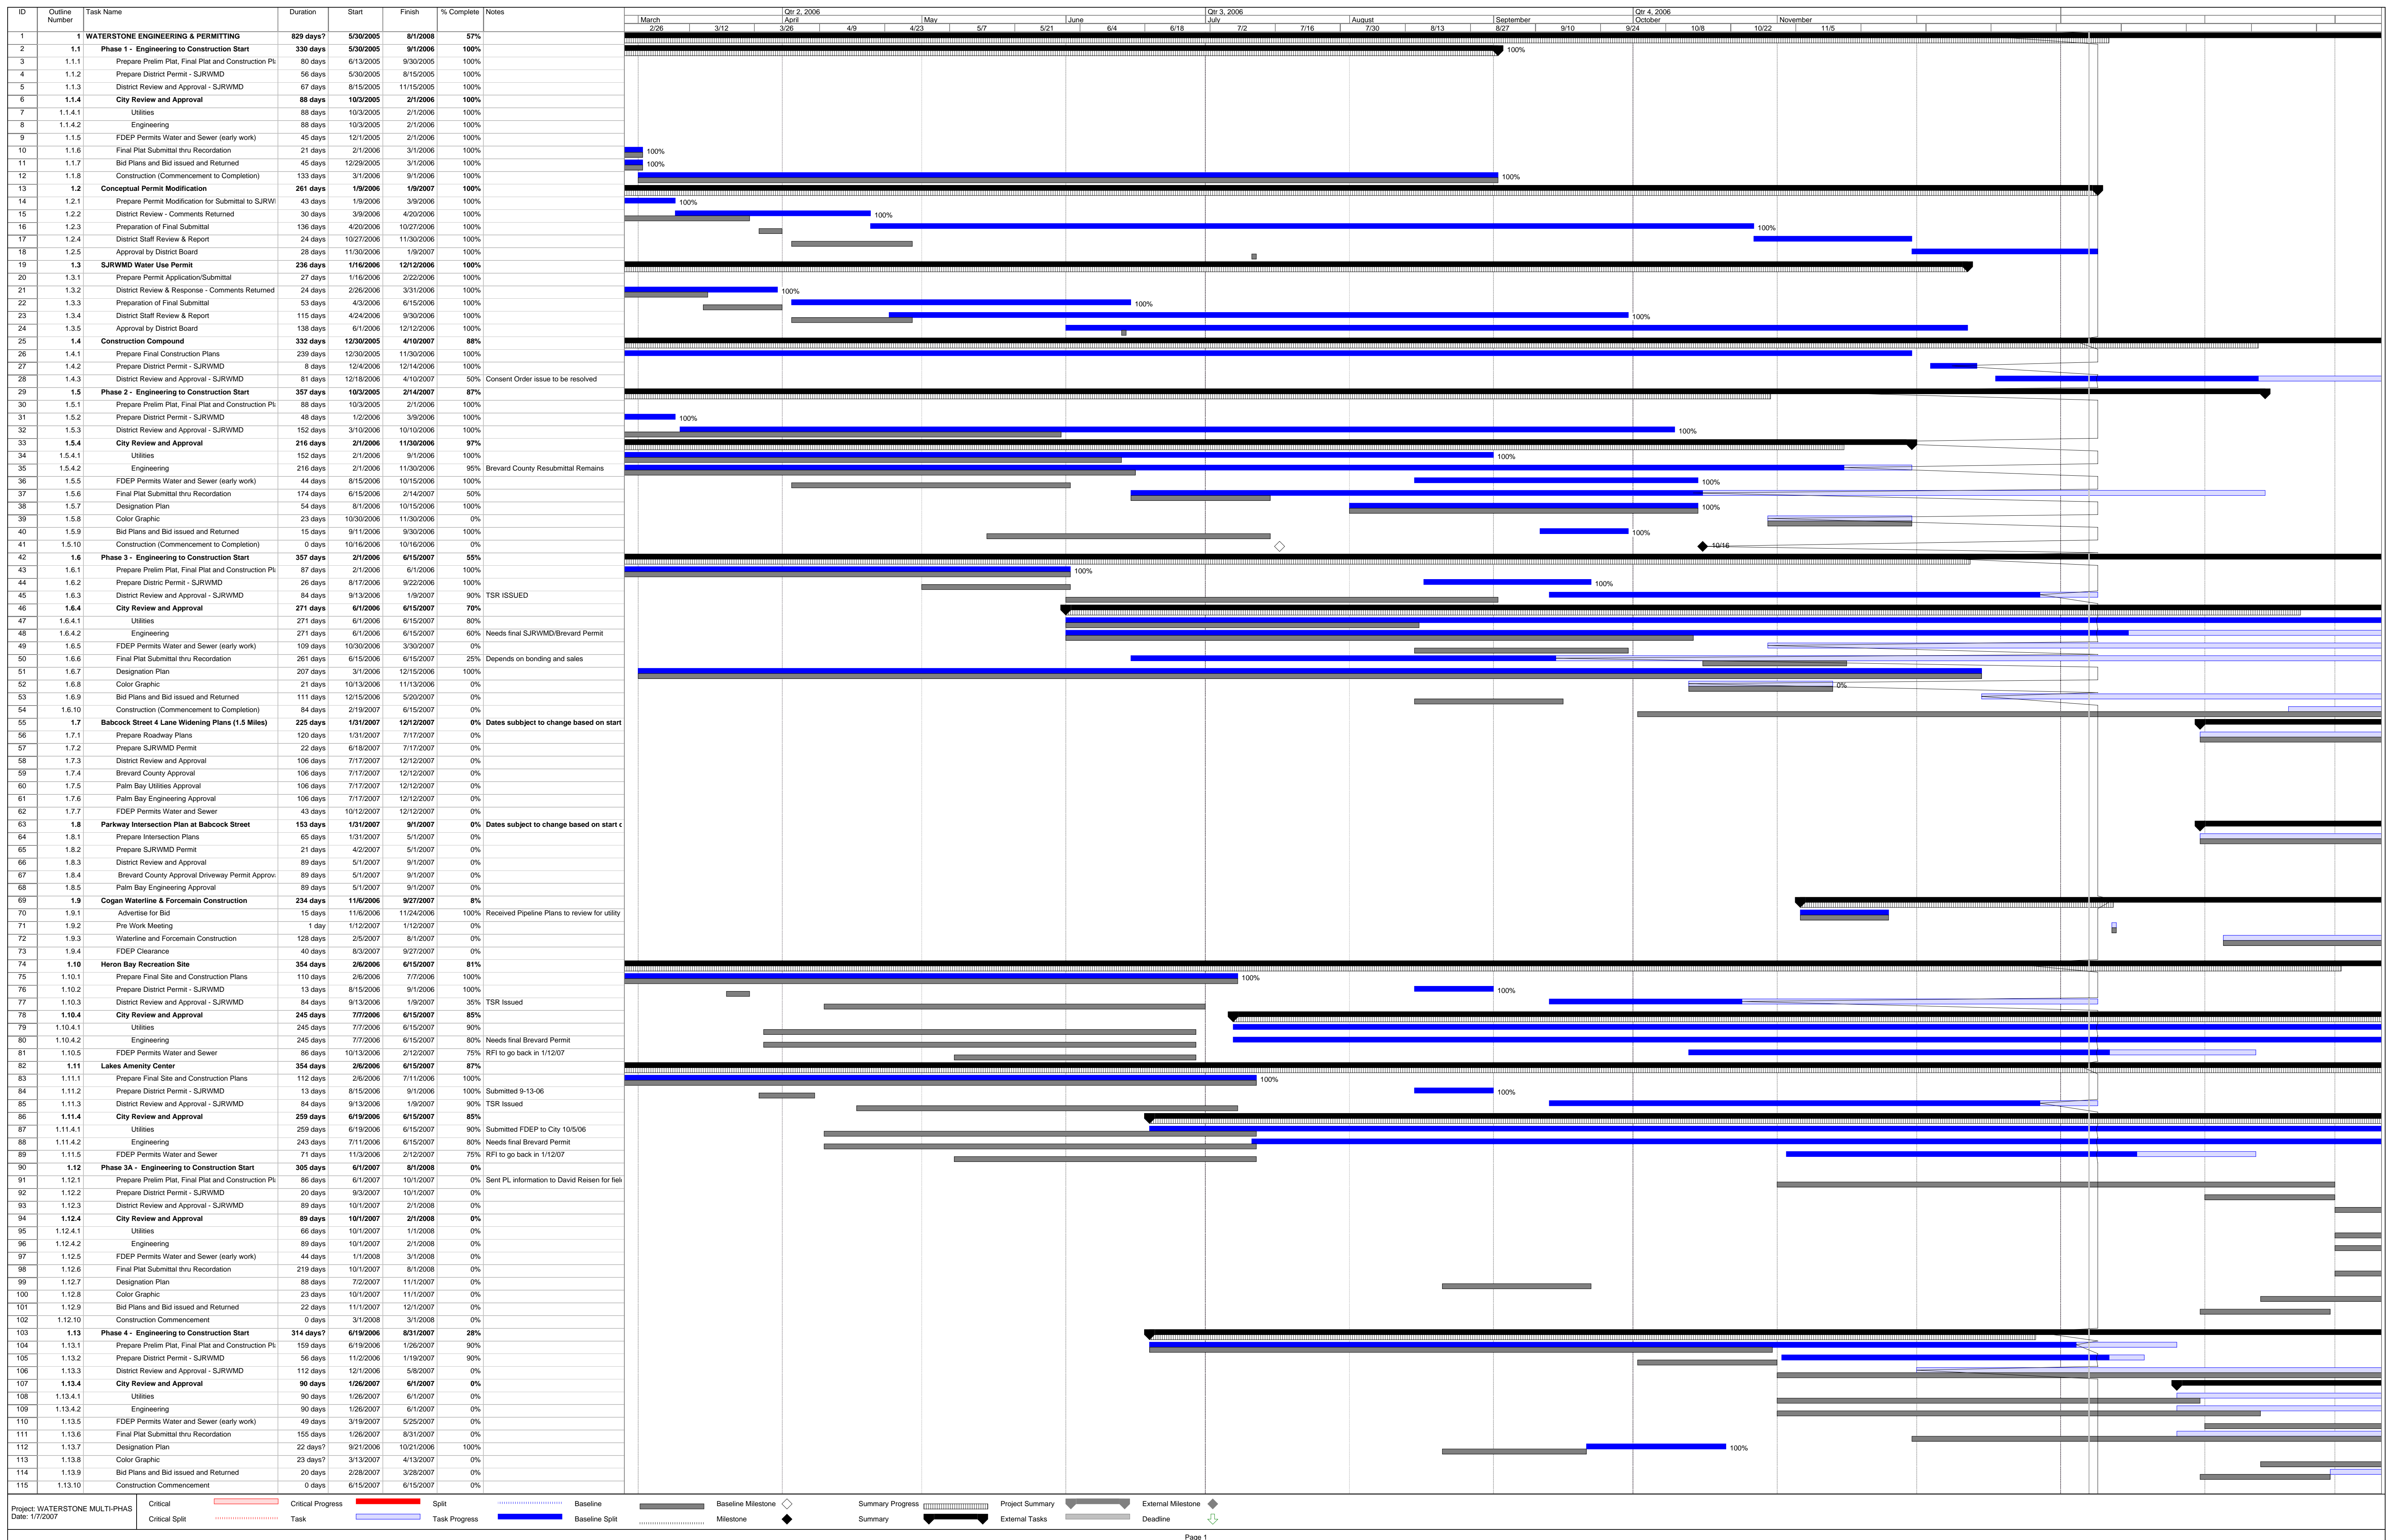 ID Outline Number Task Name Duration Start Finish % Complete Notes
Qtr 2, 2006 Qtr 3, 2006 Qtr 4, 2006
March April May June July August September October November
2/26 3/12 3/26 4/9 4/23 5/7 5/21 6/4 6/18 7/2 7/16 7/30 8/13 8/27 9/10 9/24 10/8 10/22 11/5
1 1 WATERSTONE ENGINEERING & PERMITTING 829 days? 5/30/2005 8/1/2008 57%
2 1.1 Phase 1 - Engineering to Construction Start 330 days 5/30/2005 9/1/2006 100% 100%
3 1.1.1 Prepare Prelim Plat, Final Plat and Construction Pl 80 days 6/13/2005 9/30/2005 100%
4 1.1.2 Prepare District Permit - SJRWMD 56 days 5/30/2005 8/15/2005 100%
5 1.1.3 District Review and Approval - SJRWMD 67 days 8/15/2005 11/15/2005 100%
6 1.1.4 City Review and Approval 88 days 10/3/2005 2/1/2006 100%
7 1.1.4.1 Utilities 88 days 10/3/2005 2/1/2006 100%
8 1.1.4.2 Engineering 88 days 10/3/2005 2/1/2006 100%
9 1.1.5 FDEP Permits Water and Sewer (early work) 45 days 12/1/2005 2/1/2006 100%
10 1.1.6 Final Plat Submittal thru Recordation 21 days 2/1/2006 3/1/2006 100% 100%
11 1.1.7 Bid Plans and Bid issued and Returned 45 days 12/29/2005 3/1/2006 100% 100%
12 1.1.8 Construction (Commencement to Completion) 133 days 3/1/2006 9/1/2006 100% 100%
13 1.2 Conceptual Permit Modification 261 days 1/9/2006 1/9/2007 100%
14 1.2.1 Prepare Permit Modification for Submittal to SJRW 43 days 1/9/2006 3/9/2006 100% 100%
15 1.2.2 District Review - Comments Returned 30 days 3/9/2006 4/20/2006 100% 100%
16 1.2.3 Preparation of Final Submittal 136 days 4/20/2006 10/27/2006 100% 100%
17 1.2.4 District Staff Review & Report 24 days 10/27/2006 11/30/2006 100%
18 1.2.5 Approval by District Board 28 days 11/30/2006 1/9/2007 100%
19 1.3 SJRWMD Water Use Permit 236 days 1/16/2006 12/12/2006 100%
20 1.3.1 Prepare Permit Application/Submittal 27 days 1/16/2006 2/22/2006 100%
21 1.3.2 District Review & Response - Comments Returned 24 days 2/26/2006 3/31/2006 100% 100%
22 1.3.3 Preparation of Final Submittal 53 days 4/3/2006 6/15/2006 100% 100%
23 1.3.4 District Staff Review & Report 115 days 4/24/2006 9/30/2006 100% 100%
24 1.3.5 Approval by District Board 138 days 6/1/2006 12/12/2006 100%
25 1.4 Construction Compound 332 days 12/30/2005 4/10/2007 88%
26 1.4.1 Prepare Final Construction Plans 239 days 12/30/2005 11/30/2006 100%
27 1.4.2 Prepare District Permit - SJRWMD 8 days 12/4/2006 12/14/2006 100%
28 1.4.3 District Review and Approval - SJRWMD 81 days 12/18/2006 4/10/2007 50% Consent Order issue to be resolved
29 1.5 Phase 2 - Engineering to Construction Start 357 days 10/3/2005 2/14/2007 87%
30 1.5.1 Prepare Prelim Plat, Final Plat and Construction Pl 88 days 10/3/2005 2/1/2006 100%
31 1.5.2 Prepare District Permit - SJRWMD 48 days 1/2/2006 3/9/2006 100% 100%
32 1.5.3 District Review and Approval - SJRWMD 152 days 3/10/2006 10/10/2006 100% 100%
33 1.5.4 City Review and Approval 216 days 2/1/2006 11/30/2006 97%
34 1.5.4.1 Utilities 152 days 2/1/2006 9/1/2006 100% 100%
35 1.5.4.2 Engineering 216 days 2/1/2006 11/30/2006 95% Brevard County Resubmittal Remains
36 1.5.5 FDEP Permits Water and Sewer (early work) 44 days 8/15/2006 10/15/2006 100% 100%
37 1.5.6 Final Plat Submittal thru Recordation 174 days 6/15/2006 2/14/2007 50%
38 1.5.7 Designation Plan 54 days 8/1/2006 10/15/2006 100% 100%
39 1.5.8 Color Graphic 23 days 10/30/2006 11/30/2006 0%
40 1.5.9 Bid Plans and Bid issued and Returned 15 days 9/11/2006 9/30/2006 100% 100%
41 1.5.10 Construction (Commencement to Completion) 0 days 10/16/2006 10/16/2006 0% 10/16
42 1.6 Phase 3 - Engineering to Construction Start 357 days 2/1/2006 6/15/2007 55%
43 1.6.1 Prepare Prelim Plat, Final Plat and Construction Pl 87 days 2/1/2006 6/1/2006 100% 100%
44 1.6.2 Prepare Distric Permit - SJRWMD 26 days 8/17/2006 9/22/2006 100% 100%
45 1.6.3 District Review and Approval - SJRWMD 84 days 9/13/2006 1/9/2007 90% TSR ISSUED
46 1.6.4 City Review and Approval 271 days 6/1/2006 6/15/2007 70%
47 1.6.4.1 Utilities 271 days 6/1/2006 6/15/2007 80%
48 1.6.4.2 Engineering 271 days 6/1/2006 6/15/2007 60% Needs final SJRWMD/Brevard Permit
49 1.6.5 FDEP Permits Water and Sewer (early work) 109 days 10/30/2006 3/30/2007 0%
50 1.6.6 Final Plat Submittal thru Recordation 261 days 6/15/2006 6/15/2007 25% Depends on bonding and sales
51 1.6.7 Designation Plan 207 days 3/1/2006 12/15/2006 100%
52 1.6.8 Color Graphic 21 days 10/13/2006 11/13/2006 0% 0%
53 1.6.9 Bid Plans and Bid issued and Returned 111 days 12/15/2006 5/20/2007 0%
54 1.6.10 Construction (Commencement to Completion) 84 days 2/19/2007 6/15/2007 0%
55 1.7 Babcock Street 4 Lane Widening Plans (1.5 Miles) 225 days 1/31/2007 12/12/2007 0% Dates subbject to change based on start
56 1.7.1 Prepare Roadway Plans 120 days 1/31/2007 7/17/2007 0%
57 1.7.2 Prepare SJRWMD Permit 22 days 6/18/2007 7/17/2007 0%
58 1.7.3 District Review and Approval 106 days 7/17/2007 12/12/2007 0%
59 1.7.4 Brevard County Approval 106 days 7/17/2007 12/12/2007 0%
60 1.7.5 Palm Bay Utilities Approval 106 days 7/17/2007 12/12/2007 0%
61 1.7.6 Palm Bay Engineering Approval 106 days 7/17/2007 12/12/2007 0%
62 1.7.7 FDEP Permits Water and Sewer 43 days 10/12/2007 12/12/2007 0%
63 1.8 Parkway Intersection Plan at Babcock Street 153 days 1/31/2007 9/1/2007 0% Dates subject to change based on start
64 1.8.1 Prepare Intersection Plans 65 days 1/31/2007 5/1/2007 0%
65 1.8.2 Prepare SJRWMD Permit 21 days 4/2/2007 5/1/2007 0%
66 1.8.3 District Review and Approval 89 days 5/1/2007 9/1/2007 0%
67 1.8.4 Brevard County Approval Driveway Permit Approv 89 days 5/1/2007 9/1/2007 0%
68 1.8.5 Palm Bay Engineering Approval 89 days 5/1/2007 9/1/2007 0%
69 1.9 Cogan Waterline & Forcemain Construction 234 days 11/6/2006 9/27/2007 8%
70 1.9.1 Advertise for Bid 15 days 11/6/2006 11/24/2006 100% Received Pipeline Plans to review for utility
71 1.9.2 Pre Work Meeting 1 day 1/12/2007 1/12/2007 0%
72 1.9.3 Waterline and Forcemain Construction 128 days 2/5/2007 8/1/2007 0%
73 1.9.4 FDEP Clearance 40 days 8/3/2007 9/27/2007 0%
74 1.10 Heron Bay Recreation Site 354 days 2/6/2006 6/15/2007 81%
75 1.10.1 Prepare Final Site and Construction Plans 110 days 2/6/2006 7/7/2006 100% 100%
76 1.10.2 Prepare District Permit - SJRWMD 13 days 8/15/2006 9/1/2006 100% 100%
77 1.10.3 District Review and Approval - SJRWMD 84 days 9/13/2006 1/9/2007 35% TSR Issued
78 1.10.4 City Review and Approval 245 days 7/7/2006 6/15/2007 85%
79 1.10.4.1 Utilities 245 days 7/7/2006 6/15/2007 90%
80 1.10.4.2 Engineering 245 days 7/7/2006 6/15/2007 80% Needs final Brevard Permit
81 1.10.5 FDEP Permits Water and Sewer 86 days 10/13/2006 2/12/2007 75% RFI to go back in 1/12/07
82 1.11 Lakes Amenity Center 354 days 2/6/2006 6/15/2007 87%
83 1.11.1 Prepare Final Site and Construction Plans 112 days 2/6/2006 7/11/2006 100% 100%
84 1.11.2 Prepare District Permit - SJRWMD 13 days 8/15/2006 9/1/2006 100% Submitted 9-13-06 100%
85 1.11.3 District Review and Approval - SJRWMD 84 days 9/13/2006 1/9/2007 90% TSR Issued
86 1.11.4 City Review and Approval 259 days 6/19/2006 6/15/2007 85%
87 1.11.4.1 Utilities 259 days 6/19/2006 6/15/2007 90% Submitted FDEP to City 10/5/06
88 1.11.4.2 Engineering 243 days 7/11/2006 6/15/2007 80% Needs final Brevard Permit
89 1.11.5 FDEP Permits Water and Sewer 71 days 11/3/2006 2/12/2007 75% RFI to go back in 1/12/07
90 1.12 Phase 3A - Engineering to Construction Start 305 days 6/1/2007 8/1/2008 0%
91 1.12.1 Prepare Prelim Plat, Final Plat and Construction Pl 86 days 6/1/2007 10/1/2007 0% Sent PL information to David Reisen for fiel
92 1.12.2 Prepare District Permit - SJRWMD 20 days 9/3/2007 10/1/2007 0%
93 1.12.3 District Review and Approval - SJRWMD 89 days 10/1/2007 2/1/2008 0%
94 1.12.4 City Review and Approval 89 days 10/1/2007 2/1/2008 0%
95 1.12.4.1 Utilities 66 days 10/1/2007 1/1/2008 0%
96 1.12.4.2 Engineering 89 days 10/1/2007 2/1/2008 0%
97 1.12.5 FDEP Permits Water and Sewer (early work) 44 days 1/1/2008 3/1/2008 0%
98 1.12.6 Final Plat Submittal thru Recordation 219 days 10/1/2007 8/1/2008 0%
99 1.12.7 Designation Plan 88 days 7/2/2007 11/1/2007 0%
100 1.12.8 Color Graphic 23 days 10/1/2007 11/1/2007 0%
101 1.12.9 Bid Plans and Bid issued and Returned 22 days 11/1/2007 12/1/2007 0%
102 1.12.10 Construction Commencement 0 days 3/1/2008 3/1/2008 0%
103 1.13 Phase 4 - Engineering to Construction Start 314 days? 6/19/2006 8/31/2007 28%
104 1.13.1 Prepare Prelim Plat, Final Plat and Construction Pl 159 days 6/19/2006 1/26/2007 90%
105 1.13.2 Prepare District Permit - SJRWMD 56 days 11/2/2006 1/19/2007 90%
106 1.13.3 District Review and Approval - SJRWMD 112 days 12/1/2006 5/8/2007 0%
107 1.13.4 City Review and Approval 90 days 1/26/2007 6/1/2007 0%
108 1.13.4.1 Utilities 90 days 1/26/2007 6/1/2007 0%
109 1.13.4.2 Engineering 90 days 1/26/2007 6/1/2007 0%
110 1.13.5 FDEP Permits Water and Sewer (early work) 49 days 3/19/2007 5/25/2007 0%
111 1.13.6 Final Plat Submittal thru Recordation 155 days 1/26/2007 8/31/2007 0%
112 1.13.7 Designation Plan 22 days? 9/21/2006 10/21/2006 100% 100%
113 1.13.8 Color Graphic 23 days? 3/13/2007 4/13/2007 0%
114 1.13.9 Bid Plans and Bid issued and Returned 20 days 2/28/2007 3/28/2007 0%
115 1.13.10 Construction Commencement 0 days 6/15/2007 6/15/2007 0%
Project: WATERSTONE MULTI-PHAS
Date: 1/7/2007
Critical Critical Progress Split Baseline Baseline Milestone Summary Progress Project Summary External Milestone
Critical Split Task Task Progress Baseline Split Milestone Summary External Tasks Deadline
Page 1